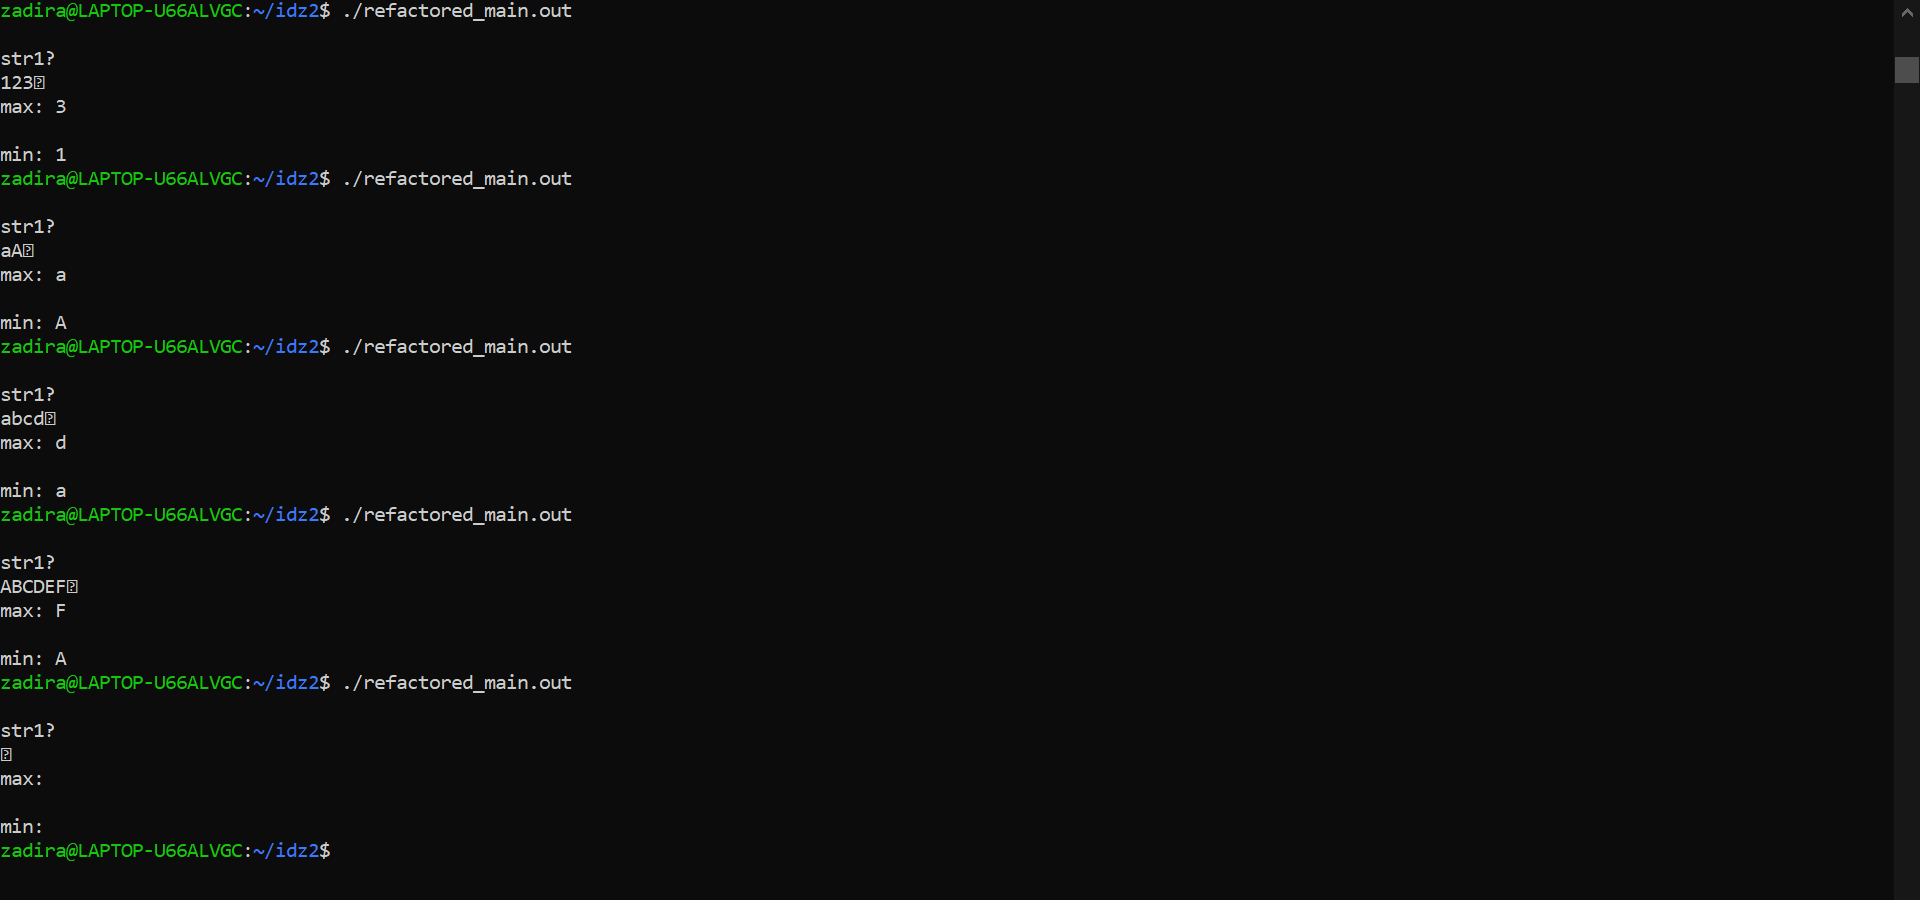 zadira@LAPTOP-U66ALVGC:~/idz2$ ./refactored_main.out
str1?
123�
max: 3
min: 1
zadira@LAPTOP-U66ALVGC:~/idz2$ ./refactored_main.out
str1?
aA�
max: a
min: A
zadira@LAPTOP-U66ALVGC:~/idz2$ ./refactored_main.out
str1?
abcd�
max: d
min: a
zadira@LAPTOP-U66ALVGC:~/idz2$ ./refactored_main.out
str1?
ABCDEF�
max: F
min: A
zadira@LAPTOP-U66ALVGC:~/idz2$ ./refactored_main.out
str1?
�
max:
min:
zadira@LAPTOP-U66ALVGC:~/idz2$